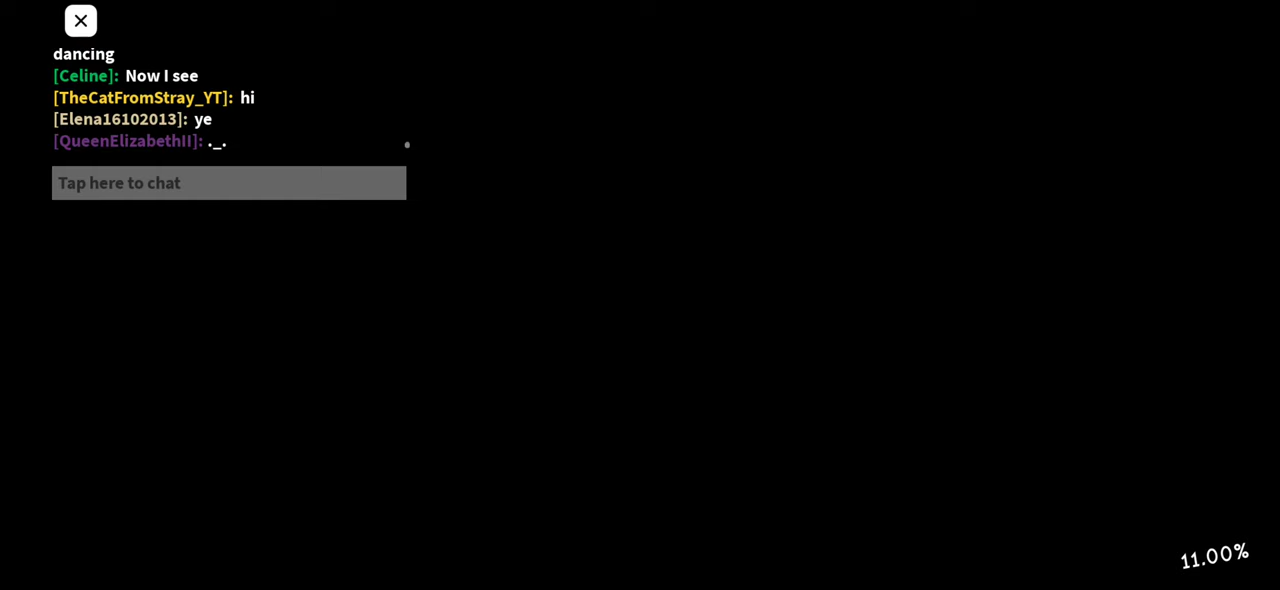 dancing
[Celine]: Now I see
[TheCatFromStray_YT]: hi
[Elena16102013]: ye
[QueenElizabethII]: ._.
Tap here to chat
11.00%